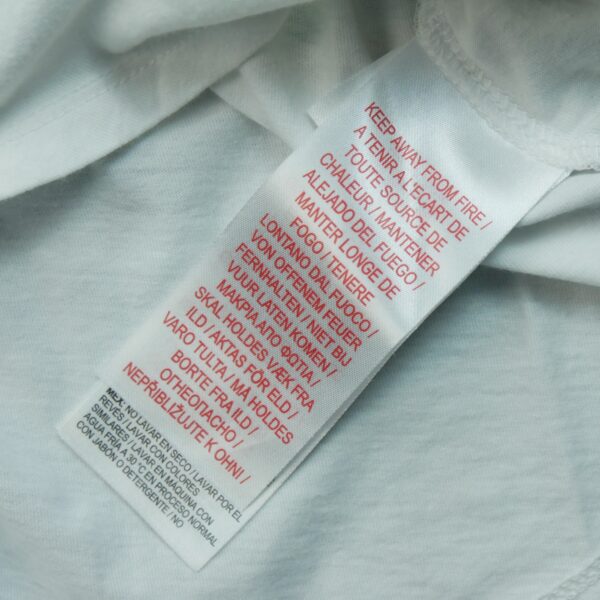 KEEP AWAY FROM FIRE /
A TENIR A L'ECART DE
TOUTE SOURCE DE
CHALEUR / MANTENER
ALEJADO DEL FUEGO /
MANTER LONGE DE
FOGO / TENERE
LONTANO DAL FUOCO /
VON OFFENEM FEUER
FERNHALTEN / NIET BIJ
VUUR LATEN KOMEN /
ΜΑΚΡΙΑ ΑΠΟ ΦΩΤΙΑ /
SKAL HOLDES VÆK FRA
ILD / AKTAS FÖR ELD /
VARO TULTA / MÅ HOLDES
BORTE FRA ILD /
ОГНЕОПАСНО /
NEPŘIBLIŽUJTE K OHNI /
MEX: NO LAVAR EN SECO / LAVAR POR EL
REVÉS / LAVAR CON COLORES
SIMILARES / LAVAR EN MAQUINA CON
AGUA FRÍA A 30 °C EN PROCESO NORMAL
CON JABÓN O DETERGENTE / NO